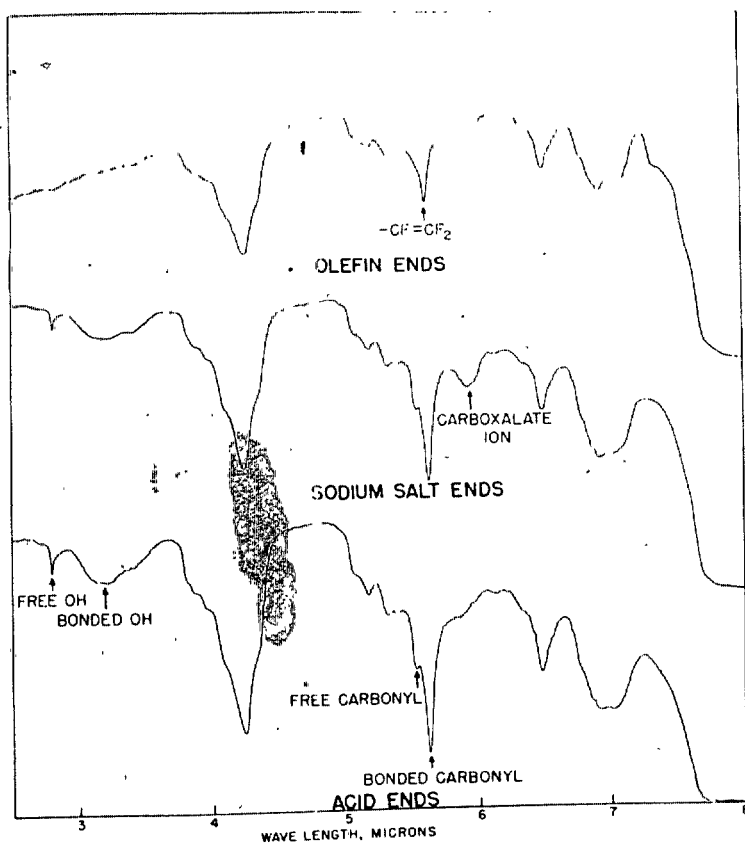 -CF=CF2
OLEFIN ENDS
CARBOXALATE
ION
SODIUM SALT ENDS
FREE OH
BONDED OH
FREE CARBONYL
BONDED CARBONYL
ACID ENDS
3 4 5 6 7 8
WAVE LENGTH, MICRONS